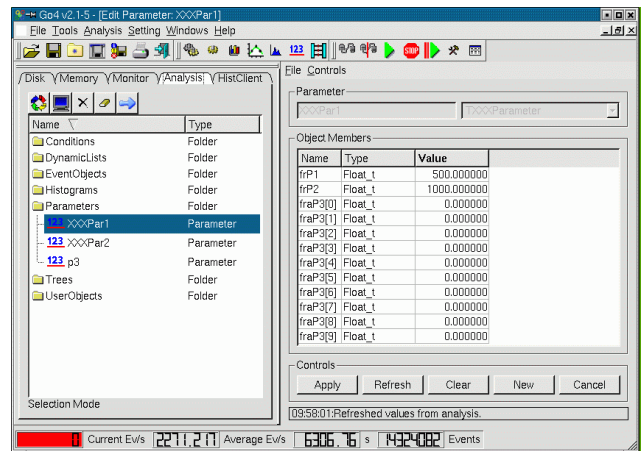 Go4 v2.1-5 - [Edit Parameter: XXXPar1]
File Tools Analysis Setting Windows Help
123
STOP
Disk Memory Monitor Analysis HistClient
Name Type
Conditions Folder
DynamicLists Folder
EventObjects Folder
Histograms Folder
Parameters Folder
123 XXXPar1 Parameter
123 XXXPar2 Parameter
123 p3 Parameter
Trees Folder
UserObjects Folder
Selection Mode
File Controls
Parameter
XXXPar1 TXXXParameter
Object Members
Name Type Value
frP1 Float_t 500.000000
frP2 Float_t 1000.000000
fraP3[0] Float_t 0.000000
fraP3[1] Float_t 0.000000
fraP3[2] Float_t 0.000000
fraP3[3] Float_t 0.000000
fraP3[4] Float_t 0.000000
fraP3[5] Float_t 0.000000
fraP3[6] Float_t 0.000000
fraP3[7] Float_t 0.000000
fraP3[8] Float_t 0.000000
fraP3[9] Float_t 0.000000
Controls
Apply Refresh Clear New Cancel
09:58:01:Refreshed values from analysis.
0 Current Ev/s 2271.217 Average Ev/s 6306.76 s 14324082 Events